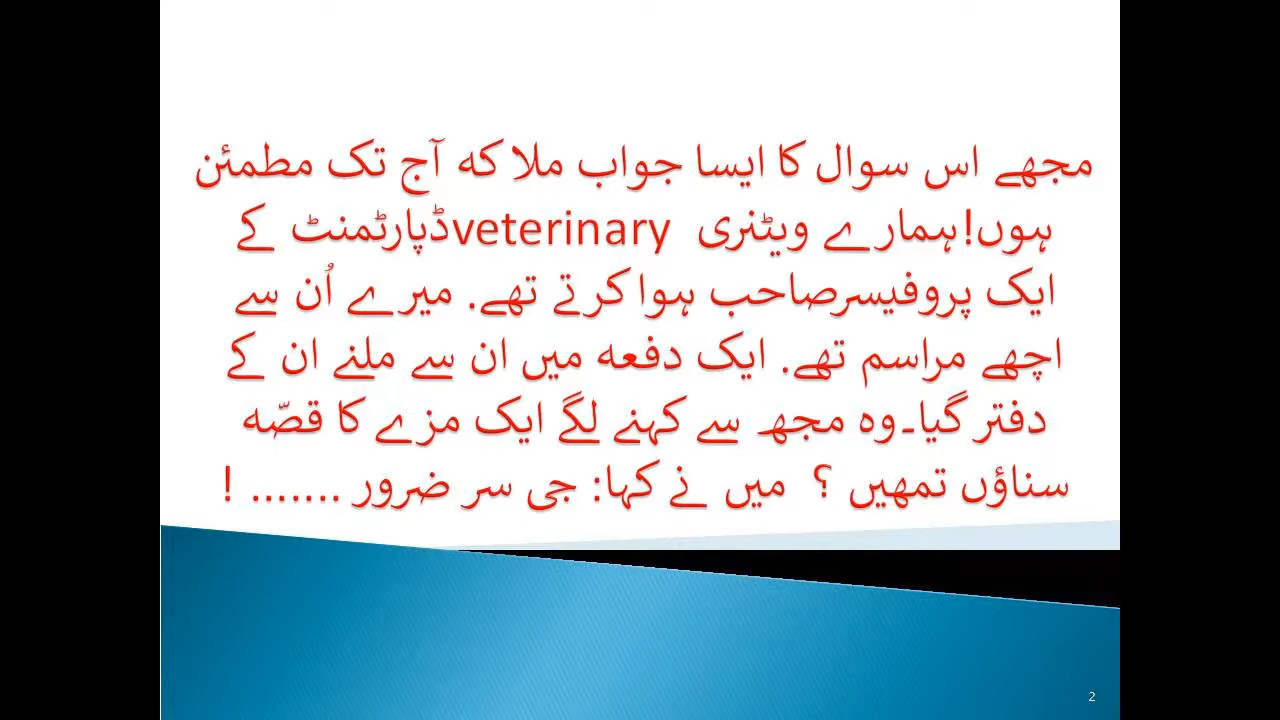 مجھے اس سوال کا ایسا جواب ملا کہ آج تک مطمئن
ہوں!ہمارے ویٹنری veterinaryڈپارٹمنٹ کے
ایک پروفیسرصاحب ہوا کرتے تھے. میرے اُن سے
اچھے مراسم تھے. ایک دفعہ میں ان سے ملنے ان کے
دفتر گیا۔وہ مجھ سے کہنے لگے ایک مزے کا قصّہ
سناؤں تمھیں ؟ میں نے کہا: جی سر ضرور ....... !
2